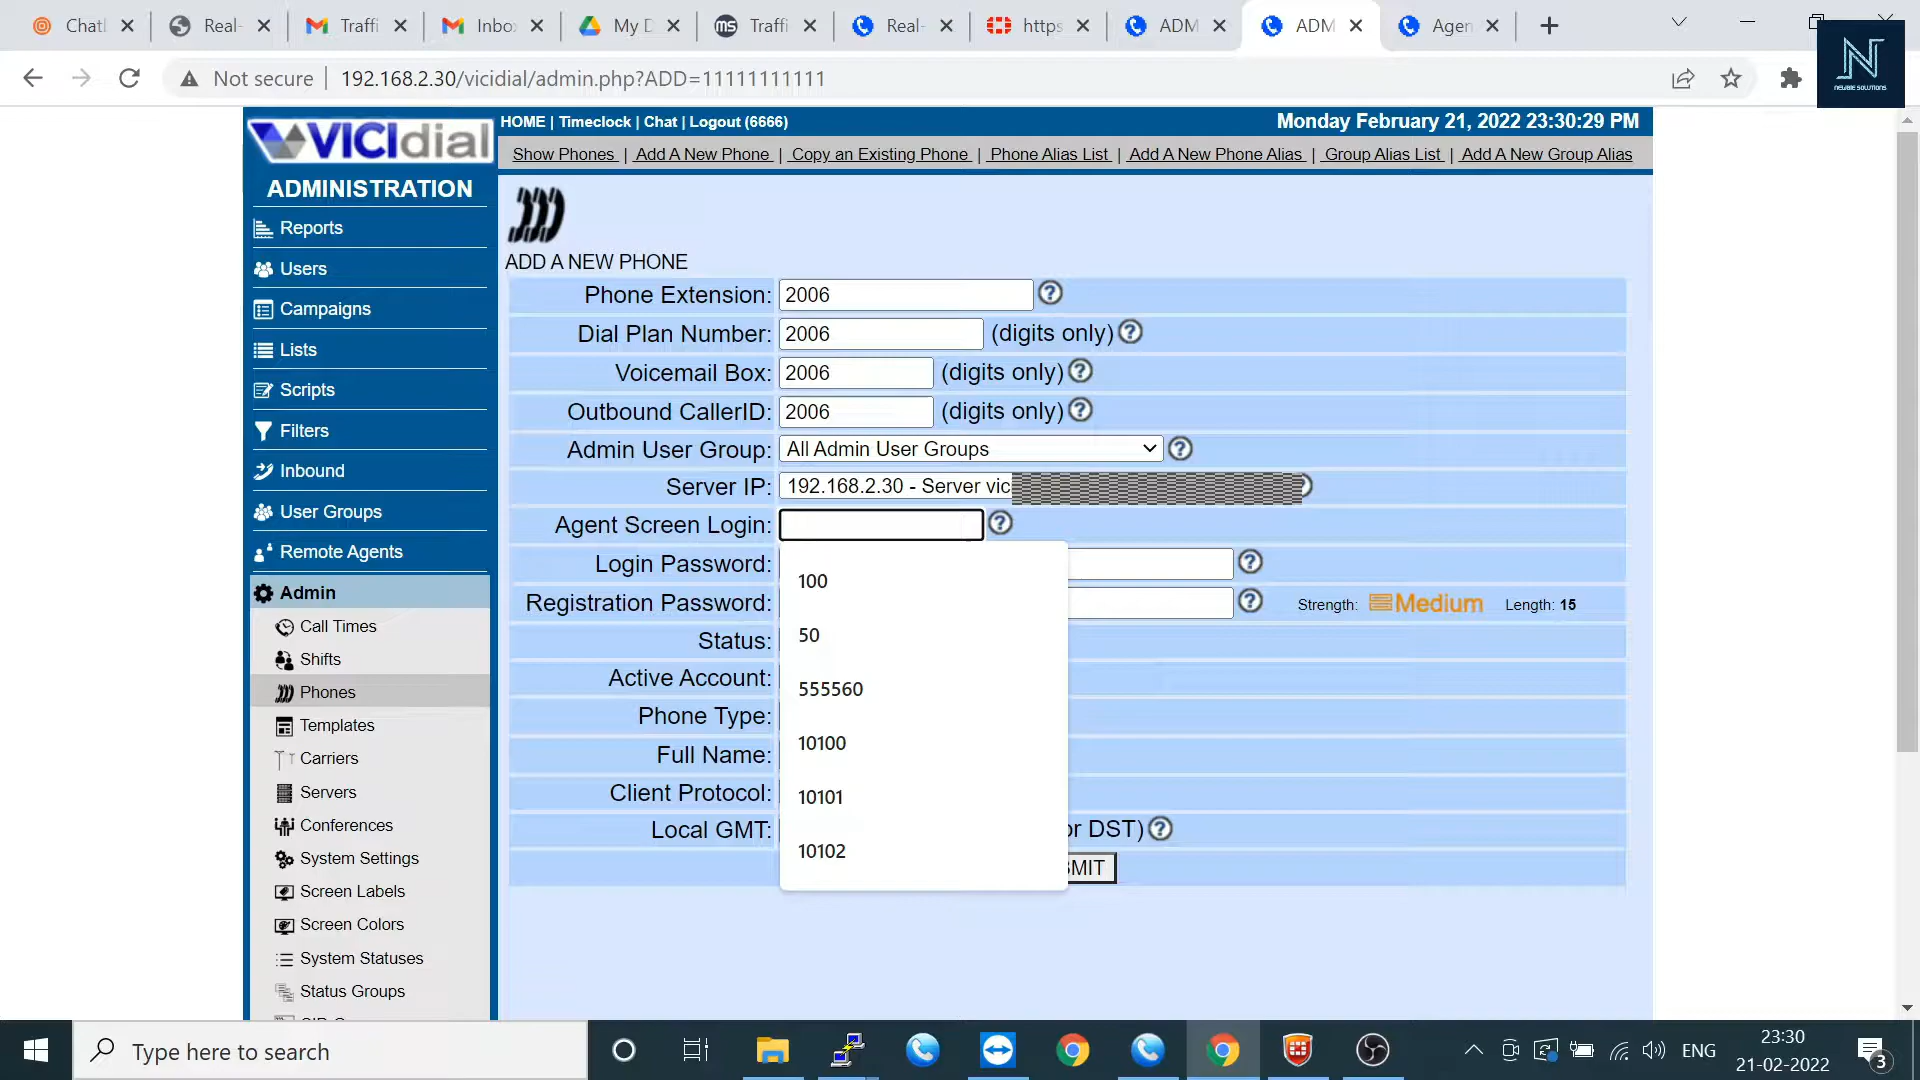 Chatl
Real-
Traffi
Inbo
My D
Traffi
Real-
https
ADM
ADM
Agen
Not secure
192.168.2.30/vicidial/admin.php?ADD=11111111111
NEWBIE SOLUTIONS
VICIdial
HOME | Timeclock | Chat | Logout (6666)
Monday February 21, 2022 23:30:29 PM
Show Phones | Add A New Phone | Copy an Existing Phone | Phone Alias List | Add A New Phone Alias | Group Alias List | Add A New Group Alias
ADMINISTRATION
Reports
Users
Campaigns
Lists
Scripts
Filters
Inbound
User Groups
Remote Agents
Admin
Call Times
Shifts
Phones
Templates
Carriers
Servers
Conferences
System Settings
Screen Labels
Screen Colors
System Statuses
Status Groups
ADD A NEW PHONE
Phone Extension: 2006
Dial Plan Number: 2006 (digits only)
Voicemail Box: 2006 (digits only)
Outbound CallerID: 2006 (digits only)
Admin User Group: All Admin User Groups
Server IP: 192.168.2.30 - Server vic
Agent Screen Login:
Login Password:
Registration Password: Strength: Medium Length: 15
Status:
Active Account:
Phone Type:
Full Name:
Client Protocol:
Local GMT: or DST)
MIT
100
50
555560
10100
10101
10102
Type here to search
ENG
23:30
21-02-2022
3